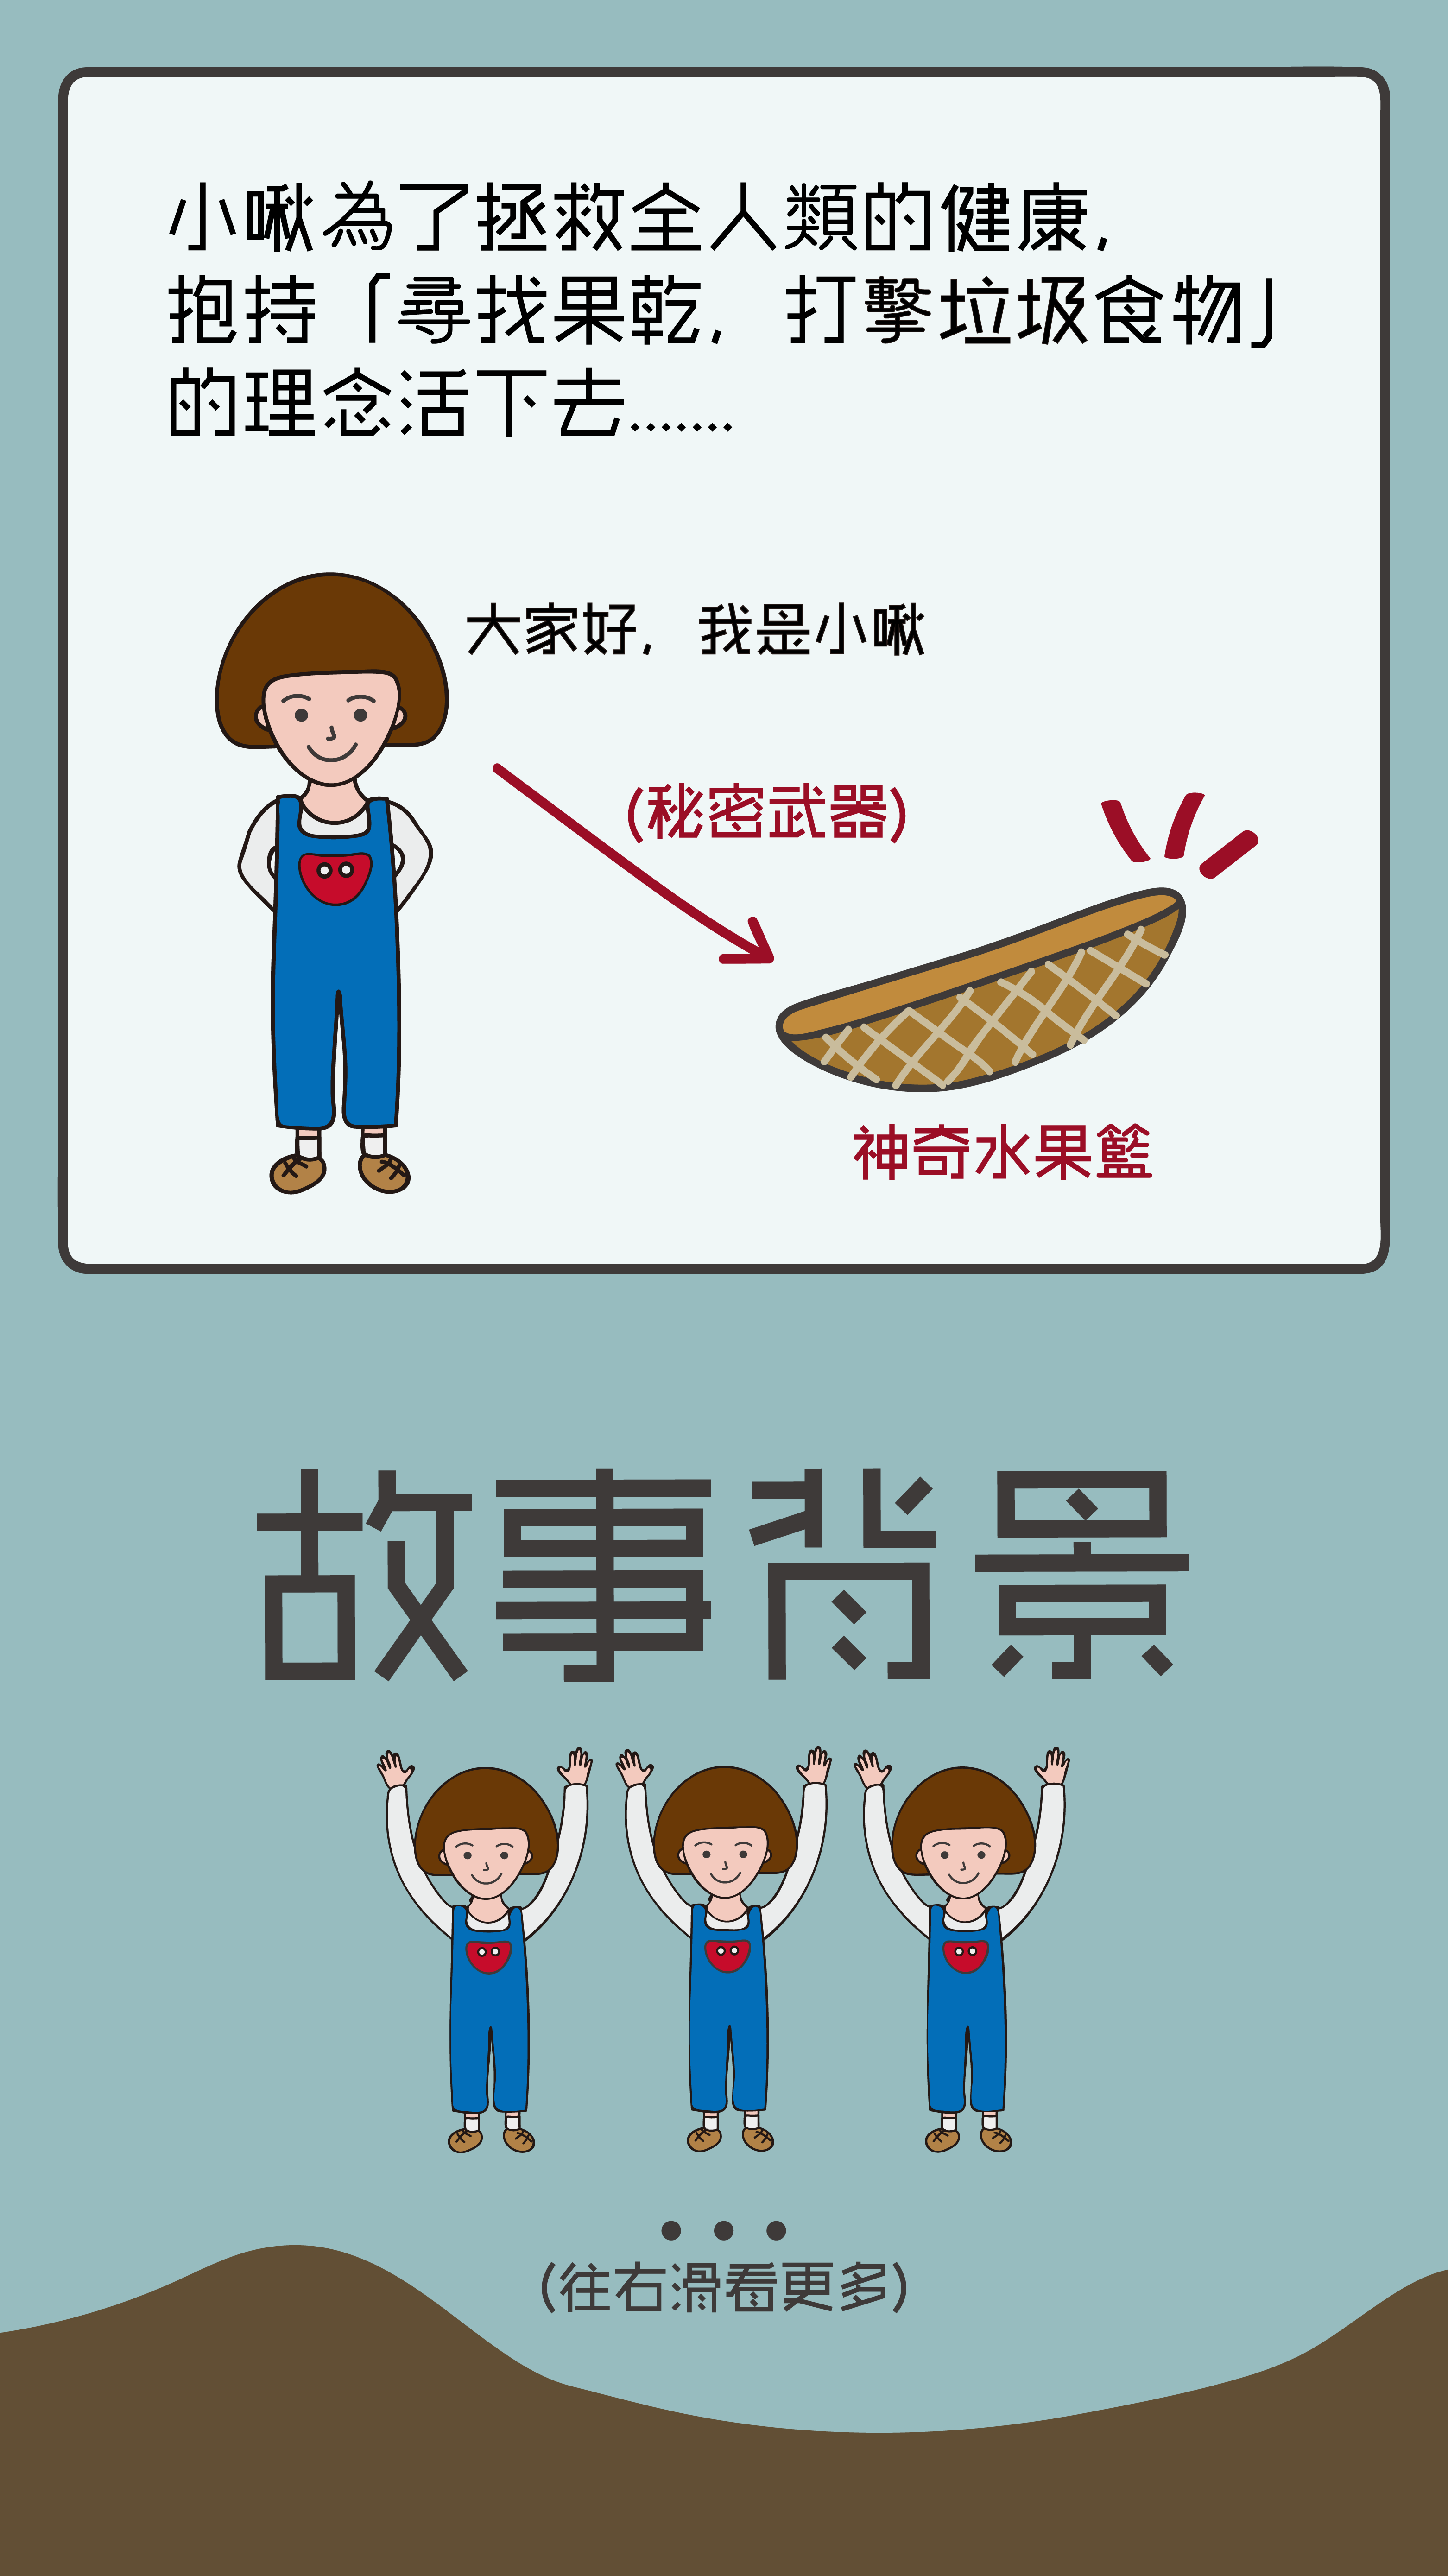 小啾為了拯救全人類的健康,
抱持「尋找果乾, 打擊垃圾食物」
的理念活下去.......
大家好, 我是小啾
(秘密武器)
神奇水果籃
故事背景
(往右滑看更多)